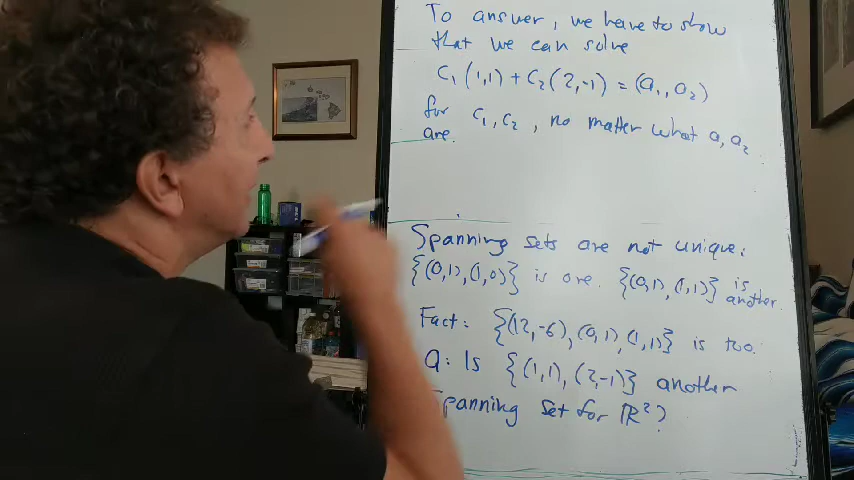 To answer, we have to show
that we can solve
C₁(1,1) + C₂(2,-1) = (a₁, a₂)
for c₁, c₂, no matter what a₁ a₂
are.
Spanning sets are not unique:
{(0,1), (1,0)} is one. {(0,1), (1,1)} is
another.
Fact: {(12,-6), (0,1), (1,1)} is too.
Q: Is {(1,1), (2,-1)} another
Spanning set for ℝ²?